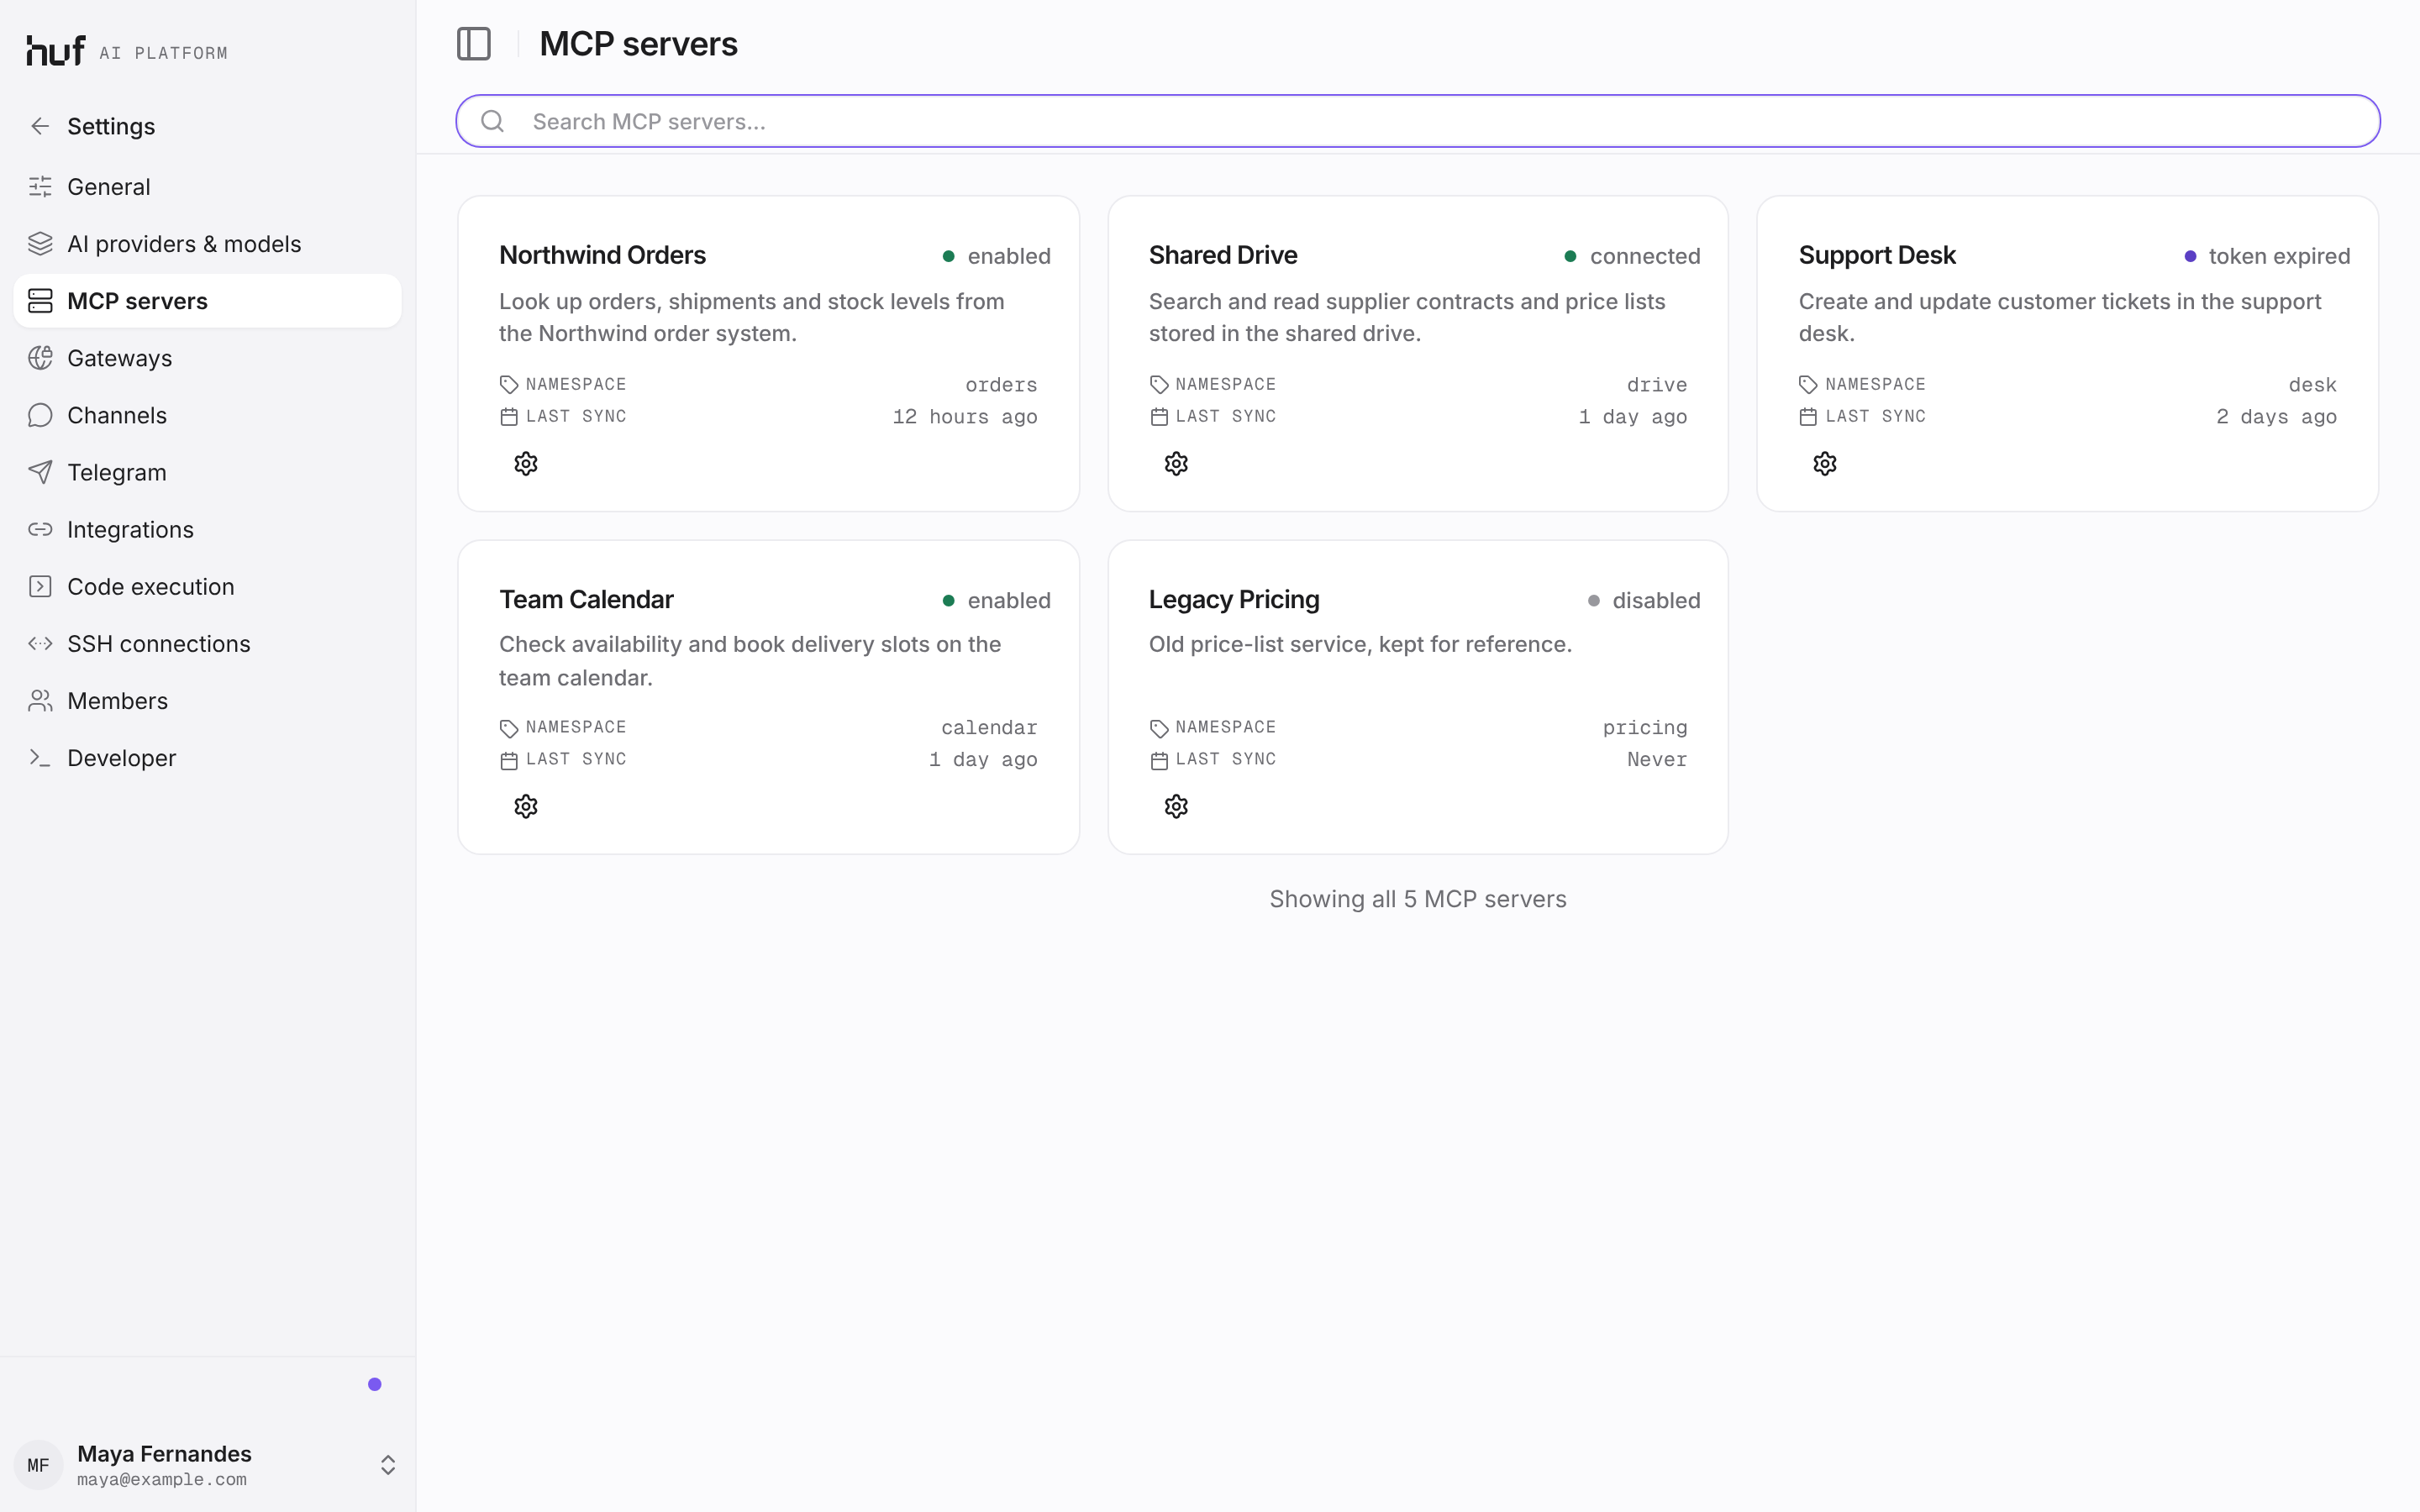 huf AI PLATFORM
Settings
General
AI providers & models
MCP servers
Gateways
Channels
Telegram
Integrations
Code execution
SSH connections
Members
Developer
MF
Maya Fernandes
maya@example.com
MCP servers
Search MCP servers...
Northwind Orders
enabled
Look up orders, shipments and stock levels from
the Northwind order system.
NAMESPACE orders
LAST SYNC 12 hours ago
Shared Drive
connected
Search and read supplier contracts and price lists
stored in the shared drive.
NAMESPACE drive
LAST SYNC 1 day ago
Support Desk
token expired
Create and update customer tickets in the support
desk.
NAMESPACE desk
LAST SYNC 2 days ago
Team Calendar
enabled
Check availability and book delivery slots on the
team calendar.
NAMESPACE calendar
LAST SYNC 1 day ago
Legacy Pricing
disabled
Old price-list service, kept for reference.
NAMESPACE pricing
LAST SYNC Never
Showing all 5 MCP servers